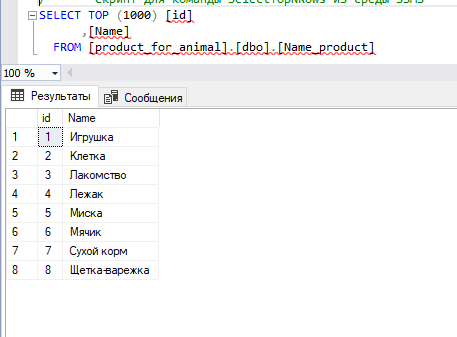 Скрипт для команды SelectTopNRows из среды SSMS
SELECT TOP (1000) [id]
,[Name]
FROM [product_for_animal].[dbo].[Name_product]
100 %
Результаты Сообщения
id Name
1 1 Игрушка
2 2 Клетка
3 3 Лакомство
4 4 Лежак
5 5 Миска
6 6 Мячик
7 7 Сухой корм
8 8 Щетка-варежка